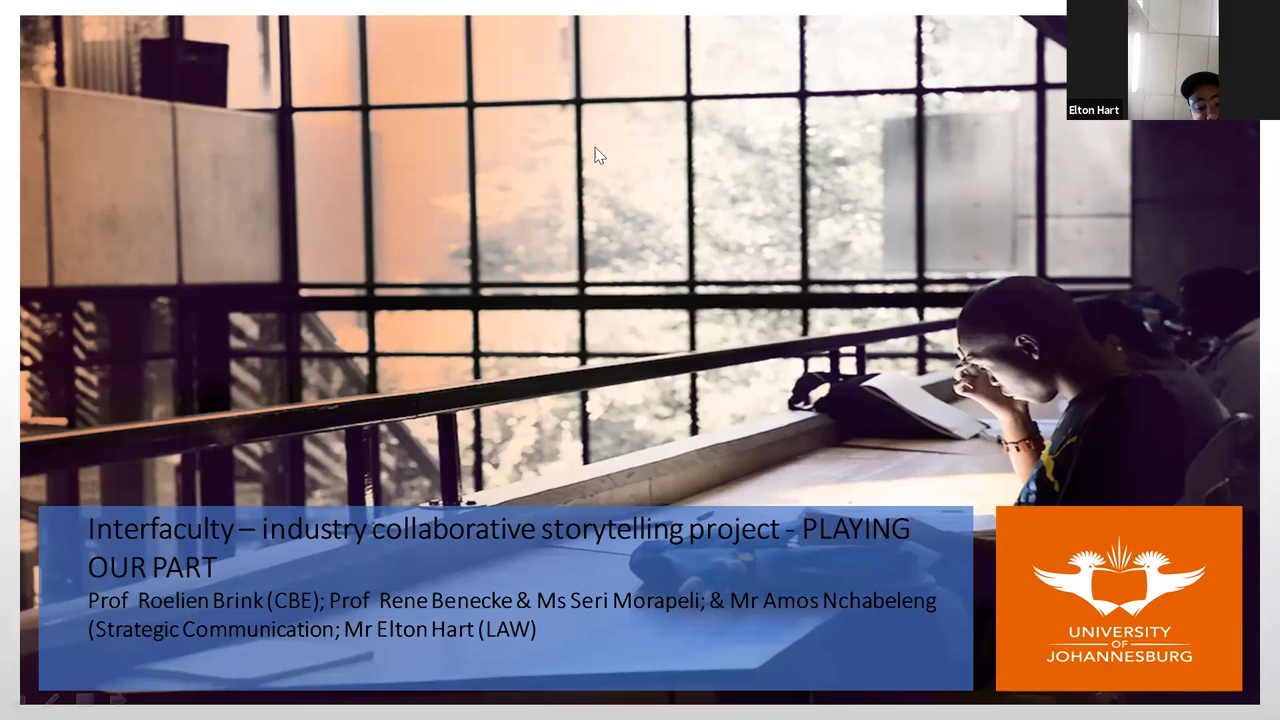 Elton Hart
Interfaculty – industry collaborative storytelling project - PLAYING
OUR PART
Prof Roelien Brink (CBE); Prof Rene Benecke & Ms Seri Morapeli; & Mr Amos Nchabeleng
(Strategic Communication; Mr Elton Hart (LAW)
UNIVERSITY
OF
JOHANNESBURG